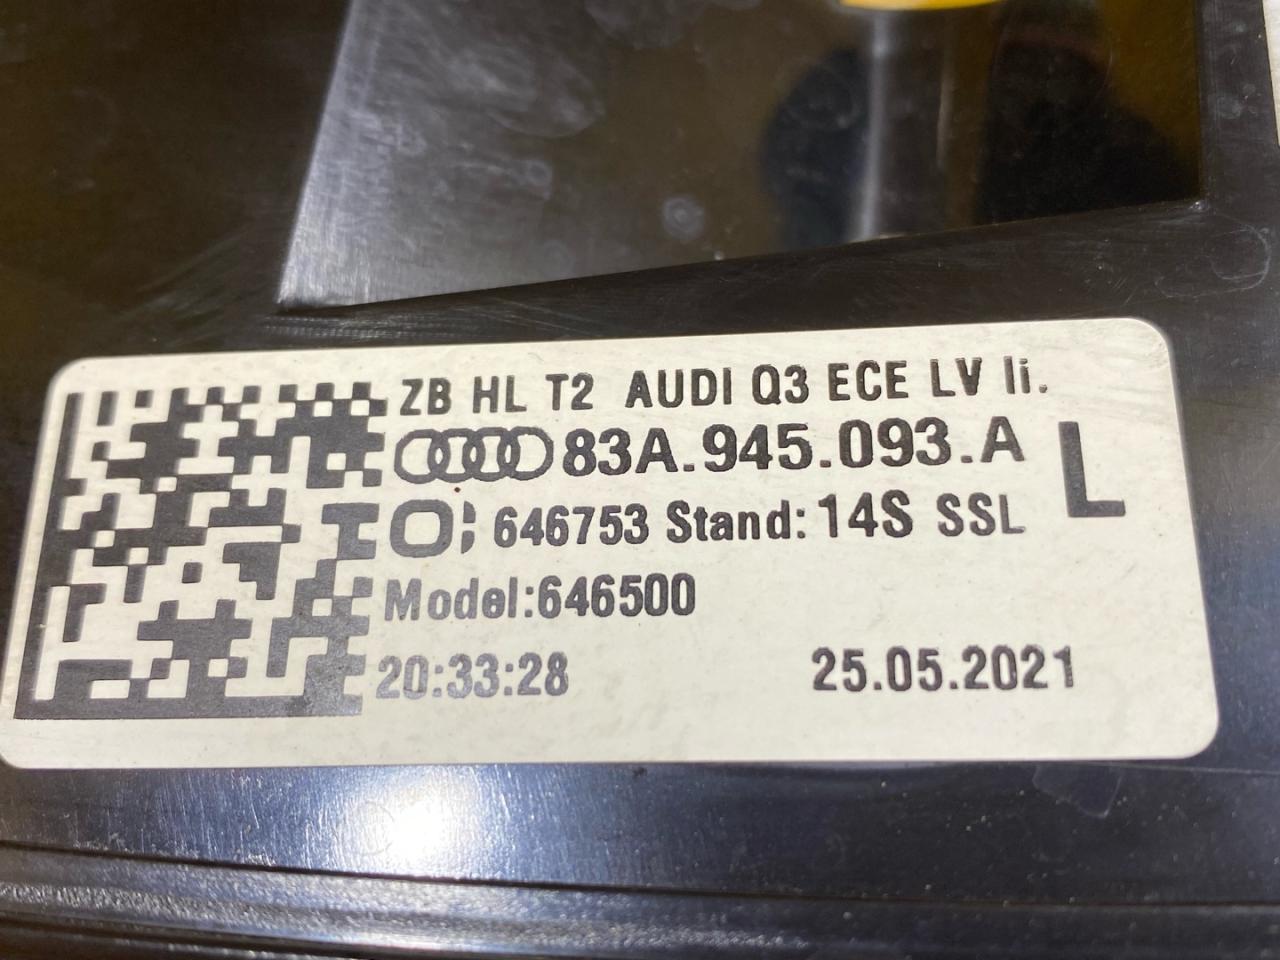 ZB HL T2 AUDI Q3 ECE LV li.
83A.945.093.A
L
646753 Stand: 14S SSL
Model:646500
20:33:28 25.05.2021